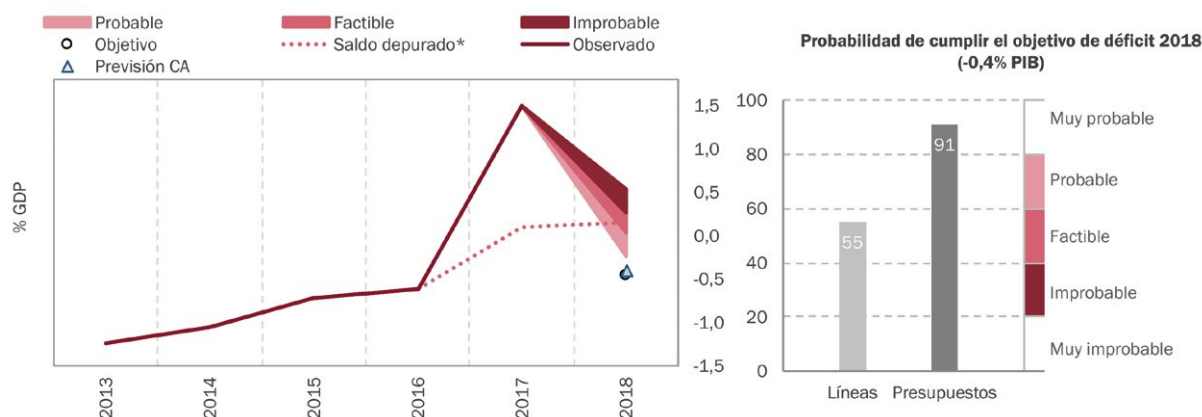 Probable
Factible
Improbable
Objetivo
Saldo depurado*
Observado
Previsión CA
% GDP
1,5
1,0
0,5
0,0
-0,5
-1,0
-1,5
2013
2014
2015
2016
2017
2018
Probabilidad de cumplir el objetivo de déficit 2018
(-0,4% PIB)
100
80
60
40
20
0
55
91
Líneas
Presupuestos
Muy probable
Probable
Factible
Improbable
Muy improbable